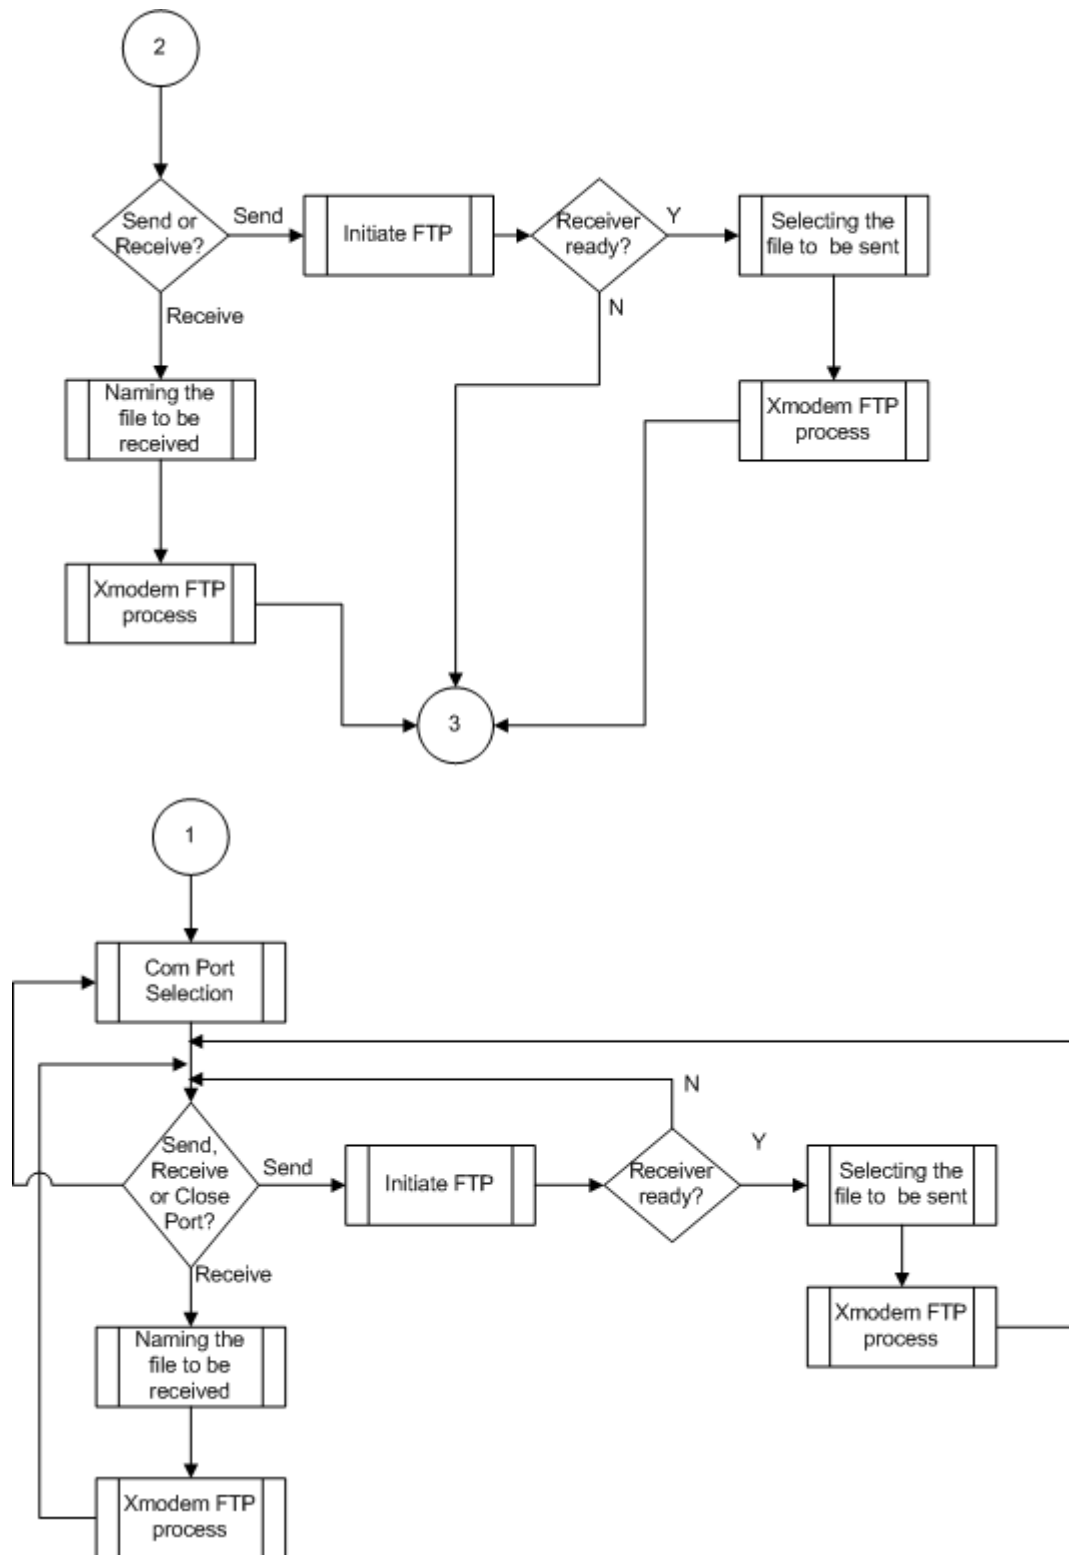 2
Send or
Receive?
Send
Initiate FTP
Receiver
ready?
Y
Selecting the
file to be sent
N
Receive
Naming the
file to be
received
Xmodem FTP
process
Xmodem FTP
process
3
1
Com Port
Selection
N
Send,
Receive
or Close
Port?
Send
Initiate FTP
Receiver
ready?
Y
Selecting the
file to be sent
Receive
Naming the
file to be
received
Xmodem FTP
process
Xmodem FTP
process